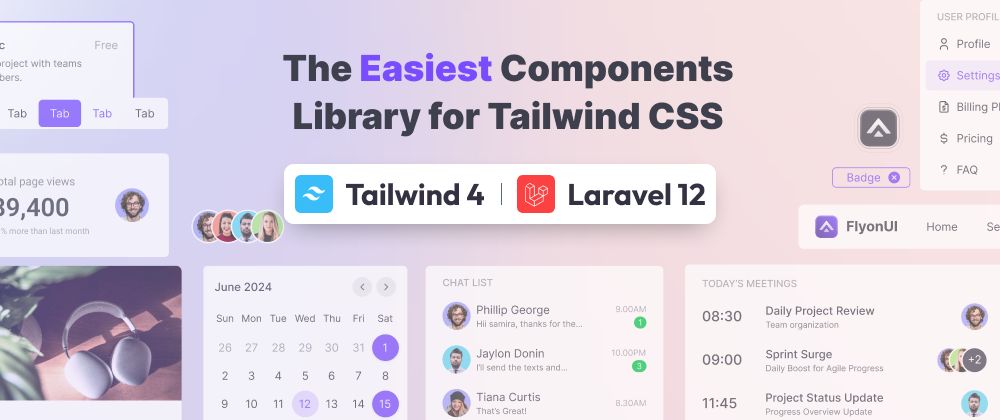 The Easiest Components
Library for Tailwind CSS
Tailwind 4 | Laravel 12
Free
project with teams
Tab Tab Tab Tab
total page views
39,400
% more than last month
USER PROFIL
Profile
Settings
Billing Pl
Pricing
FAQ
Badge
FlyonUI Home Se
June 2024
Sun Mon Tue Wed Thu Fri Sat
26 27 28 29 30 31 1
2 3 4 5 6 7 8
9 10 11 12 13 14 15
CHAT LIST
Phillip George 9.00AM
Hii samira, thanks for the... 1
Jaylon Donin 10.00PM
I'll send the texts and... 3
Tiana Curtis 8.30AM
That's Great!
TODAY'S MEETINGS
08:30 Daily Project Review
Team organization
09:00 Sprint Surge +2
Daily Boost for Agile Progress
11:45 Project Status Update
Progress Overview Update